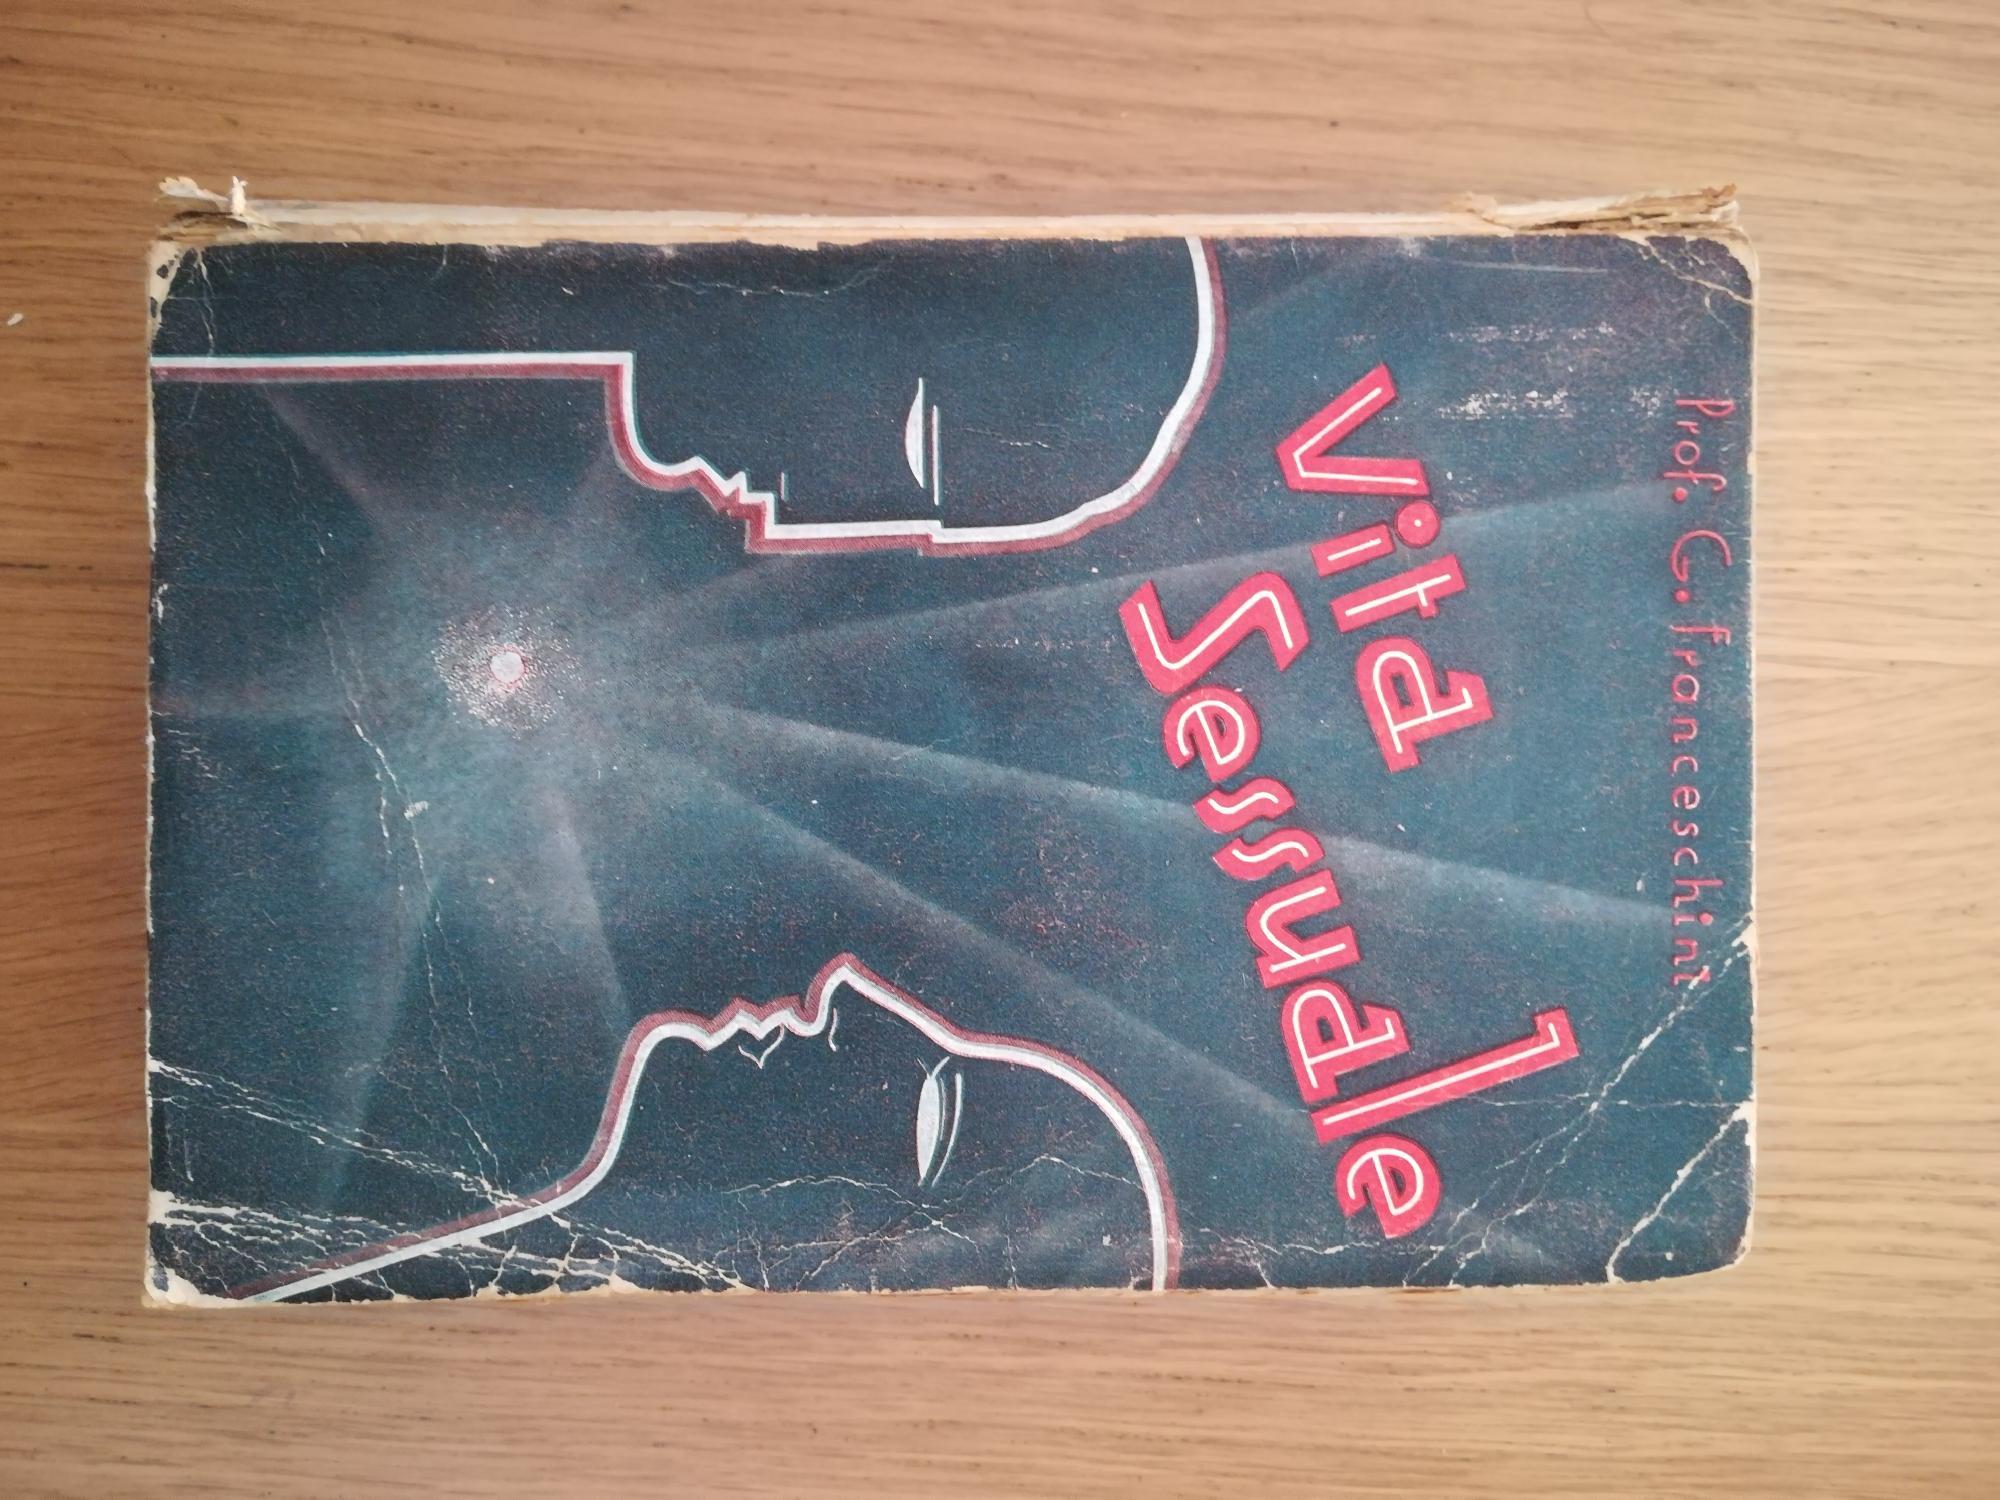 Prof. G. Franceschini
Vita
Sessuale